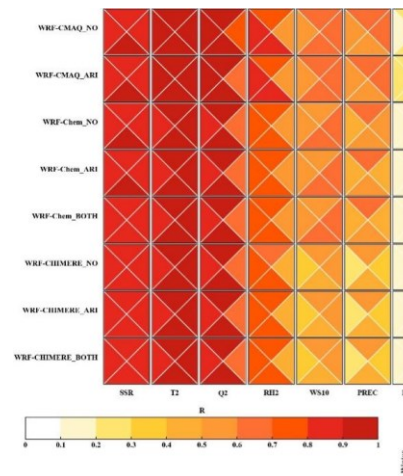 WRF-CMAQ_NO
WRF-CMAQ_ARI
WRF-Chem_NO
WRF-Chem_ARI
WRF-Chem_BOTH
WRF-CHIMERE_NO
WRF-CHIMERE_ARI
WRF-CHIMERE_BOTH
SSR T2 Q2 RH2 WS10 PREC
R
0 0.1 0.2 0.3 0.4 0.5 0.6 0.7 0.8 0.9 1